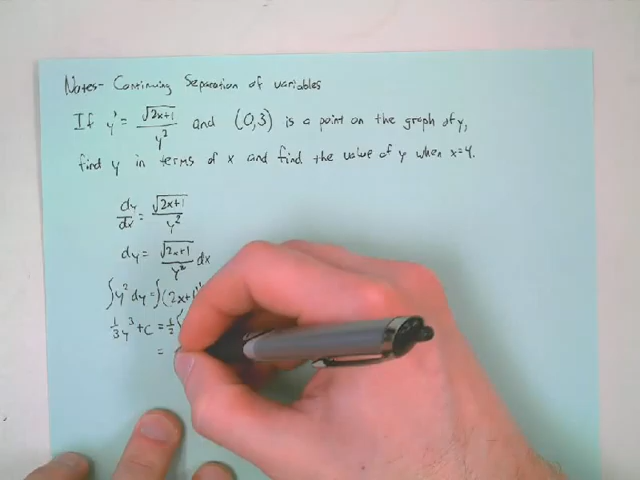 Notes- Continuing Separation of variables
If y' = √(2x+1) / y² and (0,3) is a point on the graph of y,
find y in terms of x and find the value of y when x=4.
dy/dx = √(2x+1) / y²
dy = √(2x+1) / y² dx
∫y² dy = ∫(2x+1)
1/3 y³ + C = 1/2 ∫
=